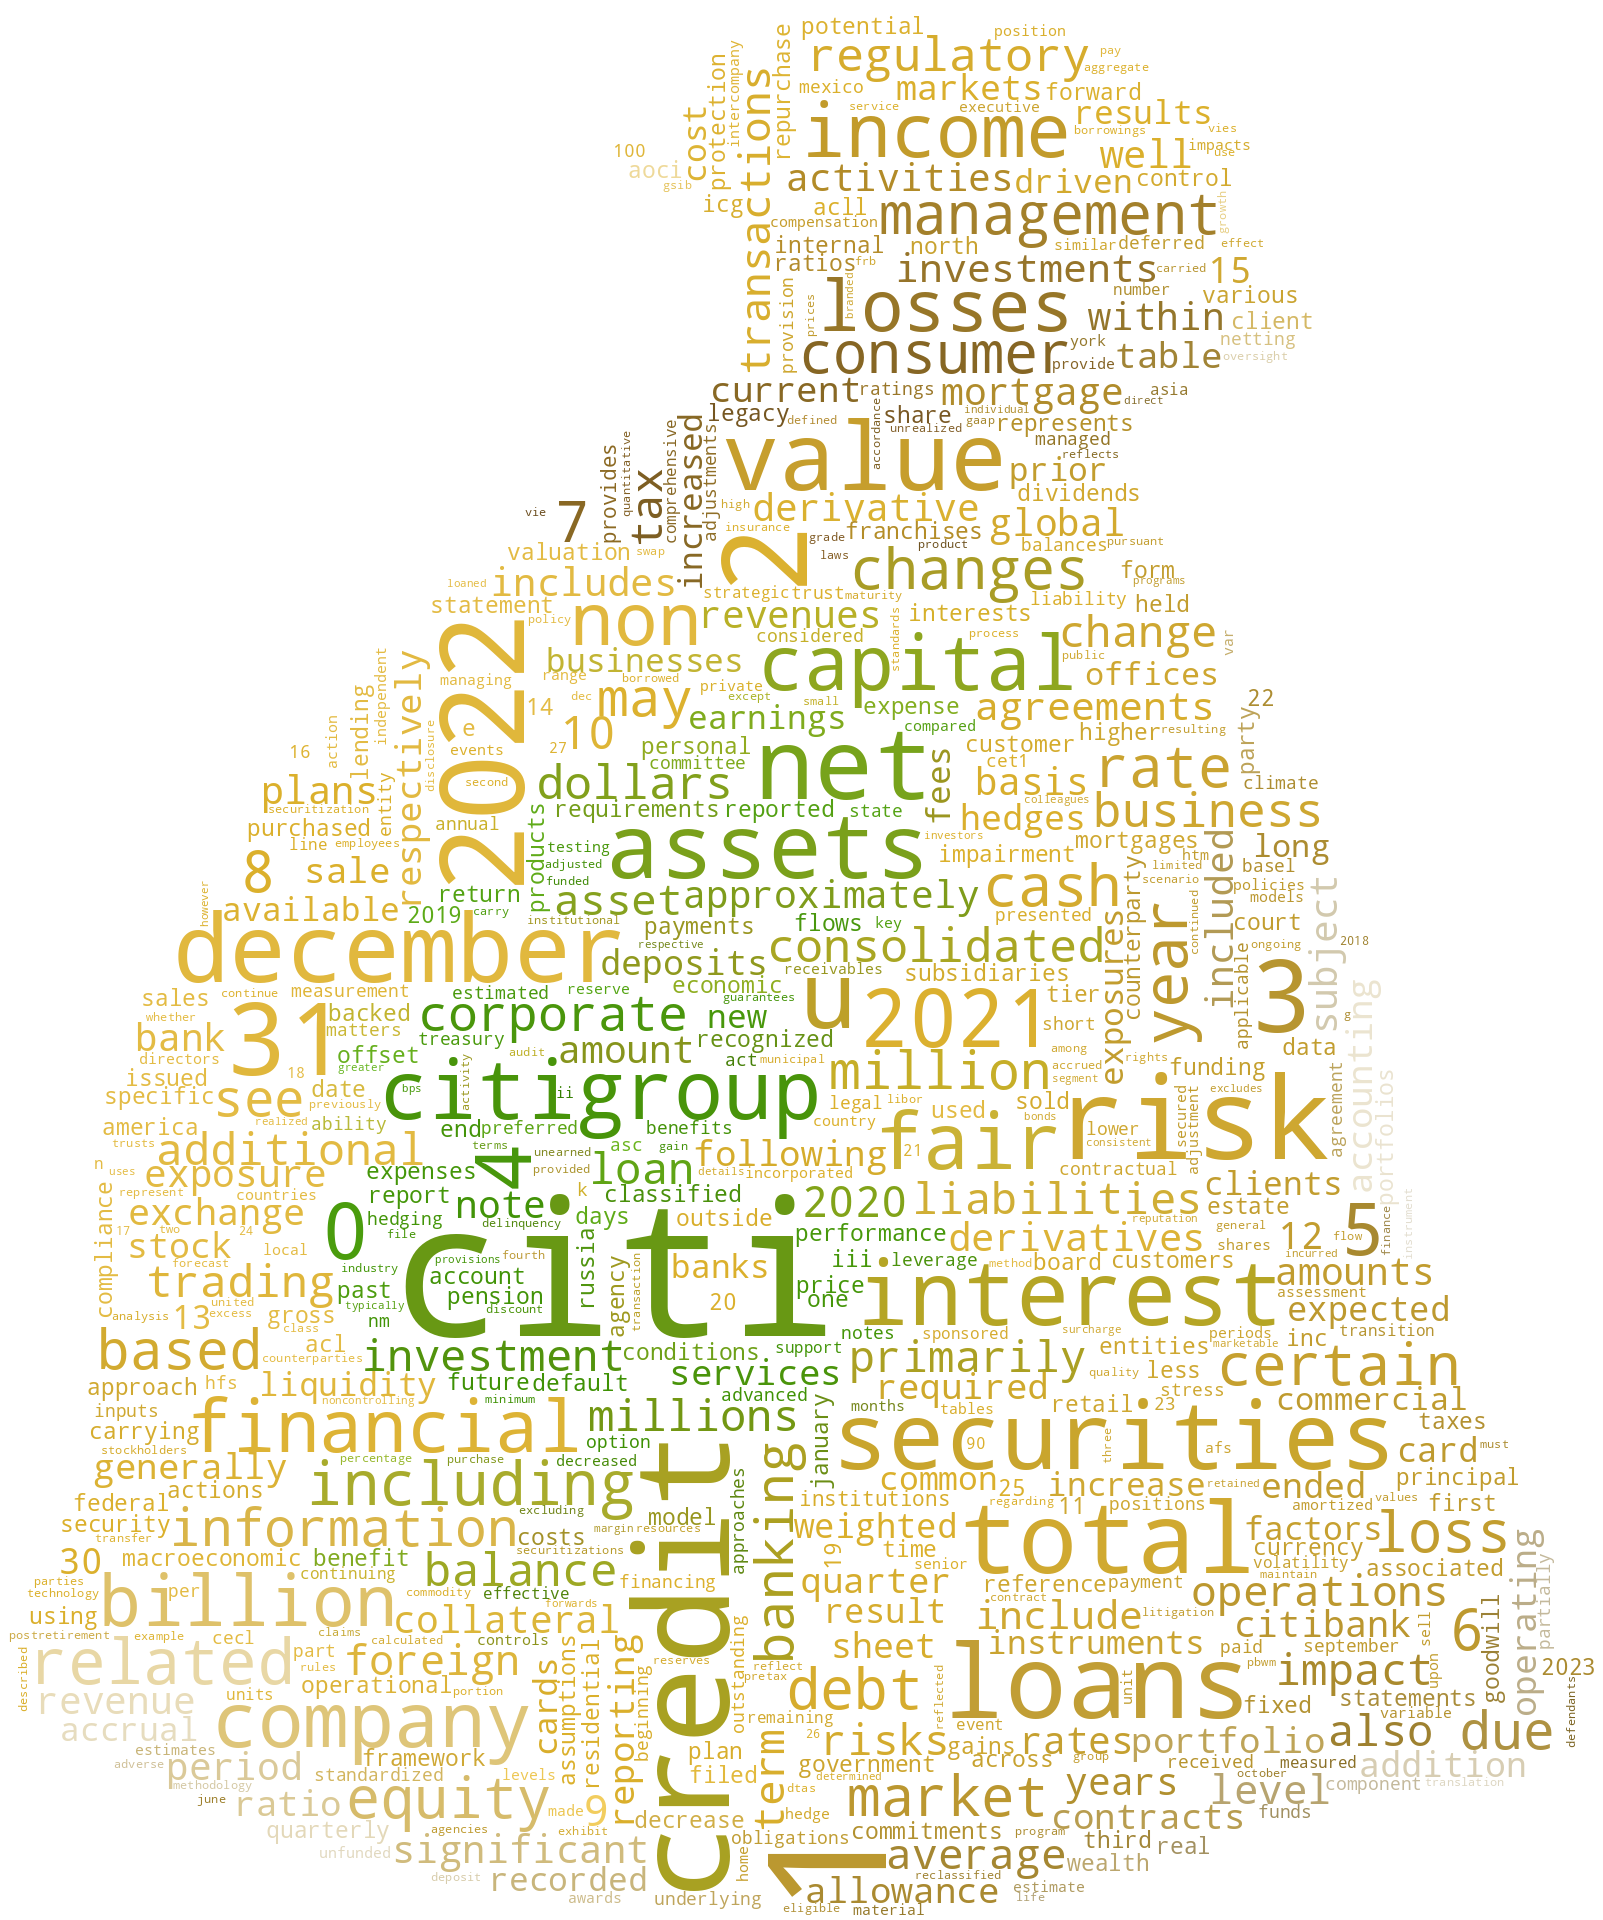 potential position
regulatory pay
aggregate
mexico markets forward
service executive results
income borrowings vies
100 aoci gsib cost protection intercompany repurchase transactions
well impacts use
activities driven control
icg acll management growth
compensation
internal north similar deferred effect
ratios frb investments carried 15
number various
provision prices branded losses within client
york netting
consumer provide table oversight
current ratings mortgage asia
direct
legacy defined share individual
gaap represents
unrealized managed
accordance reflects
value prior
provides quantitative tax comprehensive increased adjustments
high derivative dividends
vie 7 insurance 2 grade franchises global
product balances pursuant
valuation swap laws changes form
loaned includes programs
strategic trust maturity liability
statement policy non revenues interests held
considered standards process change var
businesses capital public
managing range borrowed private offices
2022 may except small expense agreements 22
14 dec earnings compared higher resulting party
e 10 personal customer
16 action lending independent respectively disclosure events 27 committee net cet1 rate climate
plans second dollars fees basis colleagues business
securitization entity requirements reported state hedges
purchased annual products investors mortgages
line employees testing assets impairment htm included long
8 sale adjusted limited basel
funded cash scenario policies
however available return asset approximately models
2019 carry institutional flows key presented year continued court subject
december payments respective consolidated exposures counterparty ongoing 2018
deposits receivables subsidiaries applicable 3
sales continue measurement estimated reserve economic guarantees u tier g
whether 31 backed corporate new 2021 short data accounting
bank matters treasury recognized among
directors offset audit amount act municipal million accrued rights funding
issued greater segment
18 citigroup bps activity ii legal libor used sold risk excludes
specific date previously country bonds
america see realized ability end preferred benefits fair lower secured adjustment agreement portfolios
trusts additional terms asc gain following 21 consistent
n uses exposure expenses 4 unearned loan details incorporated contractual
represent countries provided clients
compliance exchange report note k classified 2020 liabilities estate instrument
17 two 24 0 hedging delinquency days outside reputation
stock local file performance derivatives general 12 5 flow
forecast industry provisions fourth russia banks iii leverage method board customers shares incurred finance
trading past account citi agency transaction price interest amounts
united typically pension discount 20 one assessment
analysis 13 excess gross nm notes sponsored surcharge periods expected
class acl support entities inc transition
based counterparties investment conditions primarily marketable certain
approach hfs liquidity future default services quality less
noncontrolling minimum advanced required stress commercial
inputs financial millions january months tables retail 23 taxes
carrying option securities
stockholders percentage purchase decreased 90 three afs card must
generally including common 25 increase retained ended principal
actions approaches institutions regarding 11 positions amortized values first
federal excluding model
security information costs margin resources weighted factors loss
transfer securitizations 19 time total currency
30 macroeconomic benefit balance senior volatility associated
parties continuing financing maintain
technology per effective quarter reference payment operations
billion commodity forwards contract operating partially
using collateral result include litigation citibank
postretirement example cecl claims calculated controls banking 6
part reserves sheet instruments paid september sell goodwill
related rules foreign credit reflect pbwm 2023
described operational portion cards assumptions residential reporting beginning outstanding pretax debt loans unit impact upon
revenue units remaining reflected fixed statements
company 26 event variable defendants
accrual risks gains rates portfolio also due
estimates framework plan across group received measured
adverse period standardized levels filed term government october addition
methodology dtas determined component translation
june ratio equity made 9 hedge market years level
decrease contracts funds
quarterly agencies exhibit obligations commitments program third
unfunded significant average real
deposit recorded home reclassified wealth
awards underlying 1 allowance estimate
life
eligible material